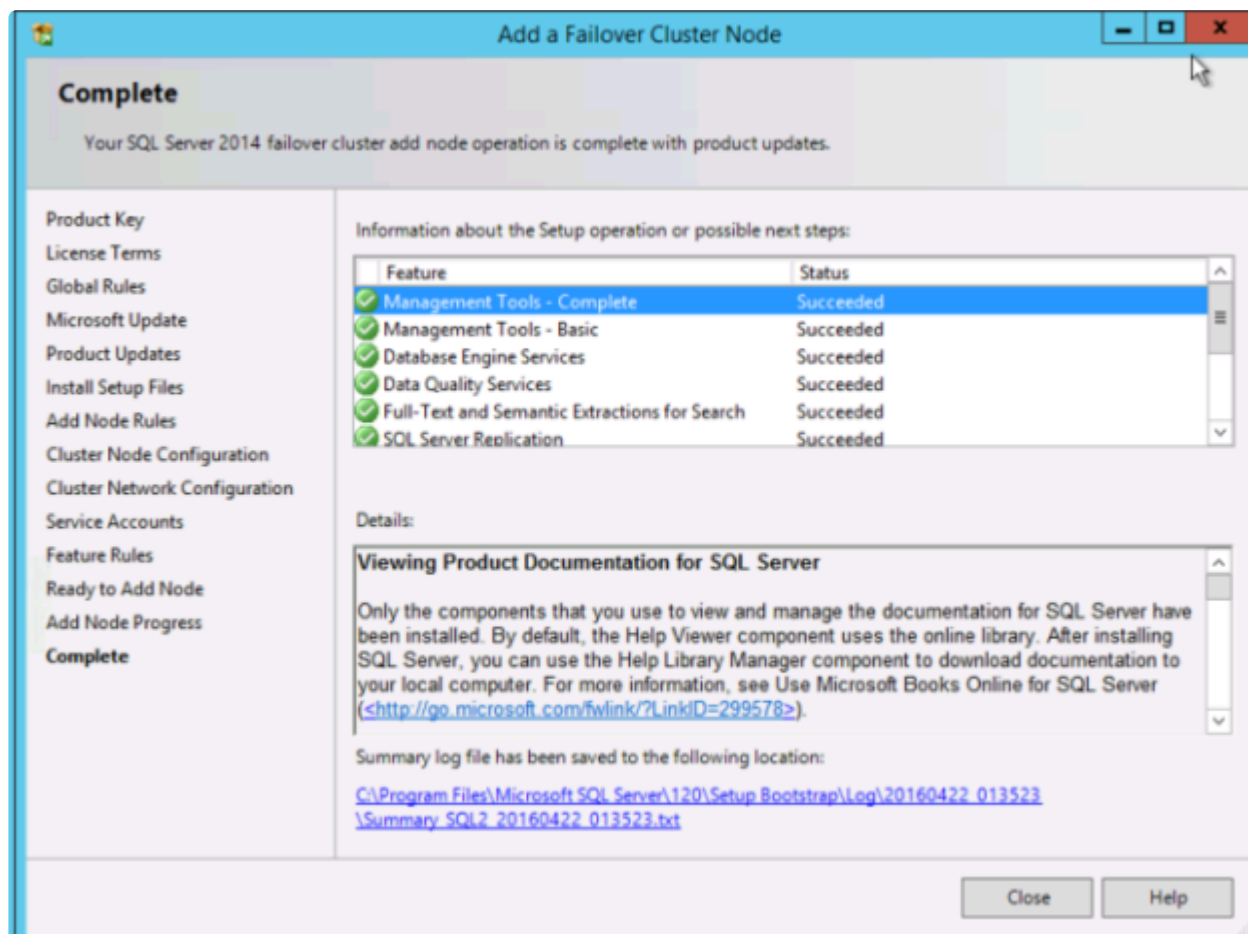 Add a Failover Cluster Node
Complete
Your SQL Server 2014 failover cluster add node operation is complete with product updates.
Product Key
License Terms
Global Rules
Microsoft Update
Product Updates
Install Setup Files
Add Node Rules
Cluster Node Configuration
Cluster Network Configuration
Service Accounts
Feature Rules
Ready to Add Node
Add Node Progress
Complete
Information about the Setup operation or possible next steps:
Feature Status
Management Tools - Complete Succeeded
Management Tools - Basic Succeeded
Database Engine Services Succeeded
Data Quality Services Succeeded
Full-Text and Semantic Extractions for Search Succeeded
SQL Server Replication Succeeded
Details:
Viewing Product Documentation for SQL Server
Only the components that you use to view and manage the documentation for SQL Server have
been installed. By default, the Help Viewer component uses the online library. After installing
SQL Server, you can use the Help Library Manager component to download documentation to
your local computer. For more information, see Use Microsoft Books Online for SQL Server
(<http://go.microsoft.com/fwlink/?LinkID=299578>).
Summary log file has been saved to the following location:
C:\Program Files\Microsoft SQL Server\120\Setup Bootstrap\Log\20160422_013523
\Summary_SQL2_20160422_013523.txt
Close Help